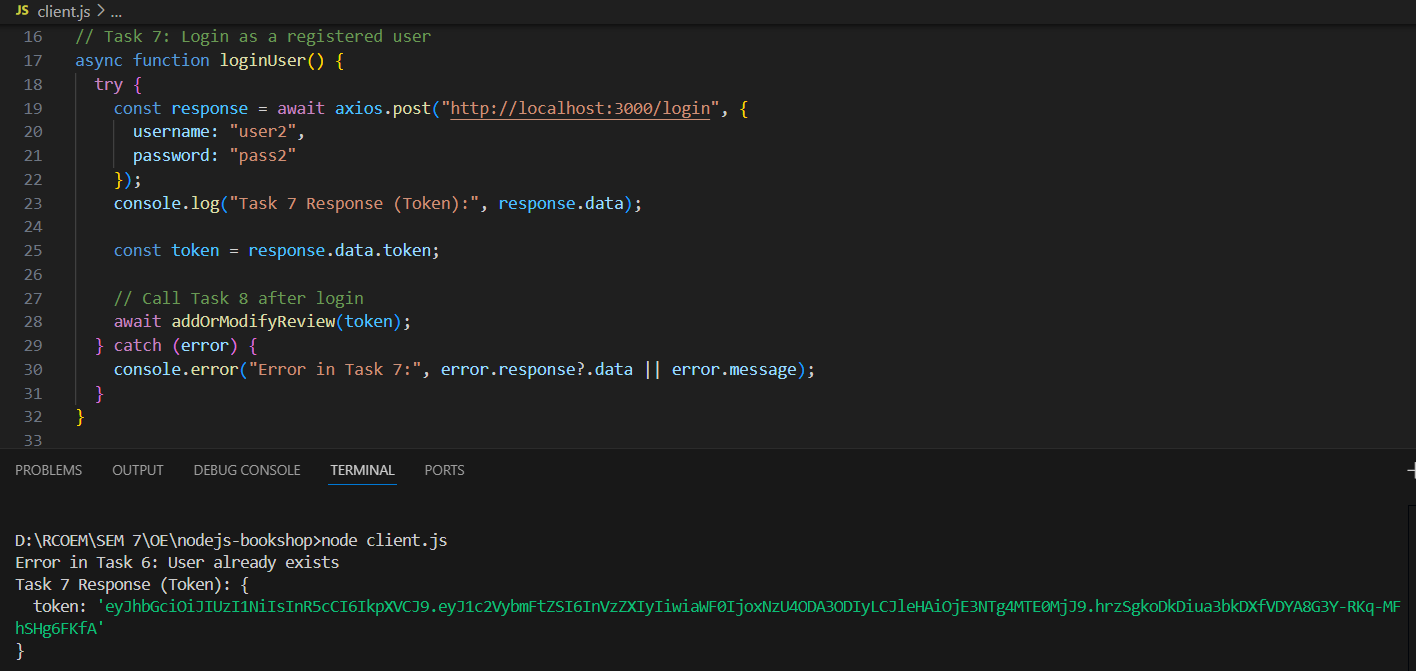 JS client.js > ...
16 // Task 7: Login as a registered user
17 async function loginUser() {
18 try {
19 const response = await axios.post("http://localhost:3000/login", {
20 username: "user2",
21 password: "pass2"
22 });
23 console.log("Task 7 Response (Token):", response.data);
24
25 const token = response.data.token;
26
27 // Call Task 8 after login
28 await addOrModifyReview(token);
29 } catch (error) {
30 console.error("Error in Task 7:", error.response?.data || error.message);
31 }
32 }
33
PROBLEMS OUTPUT DEBUG CONSOLE TERMINAL PORTS
D:\RCOEM\SEM 7\OE\nodejs-bookshop>node client.js
Error in Task 6: User already exists
Task 7 Response (Token): {
token: 'eyJhbGciOiJIUzI1NiIsInR5cCI6IkpXVCJ9.eyJ1c2VybmFtZSI6InVzZXIyIiwiaWF0IjoxNzU4ODA3ODIyLCJleHAiOjE3NTg4MTE0MjJ9.hrzSgkoDkDiua3bkDXfVDYA8G3Y-RKq-MF
hSHg6FKfA'
}